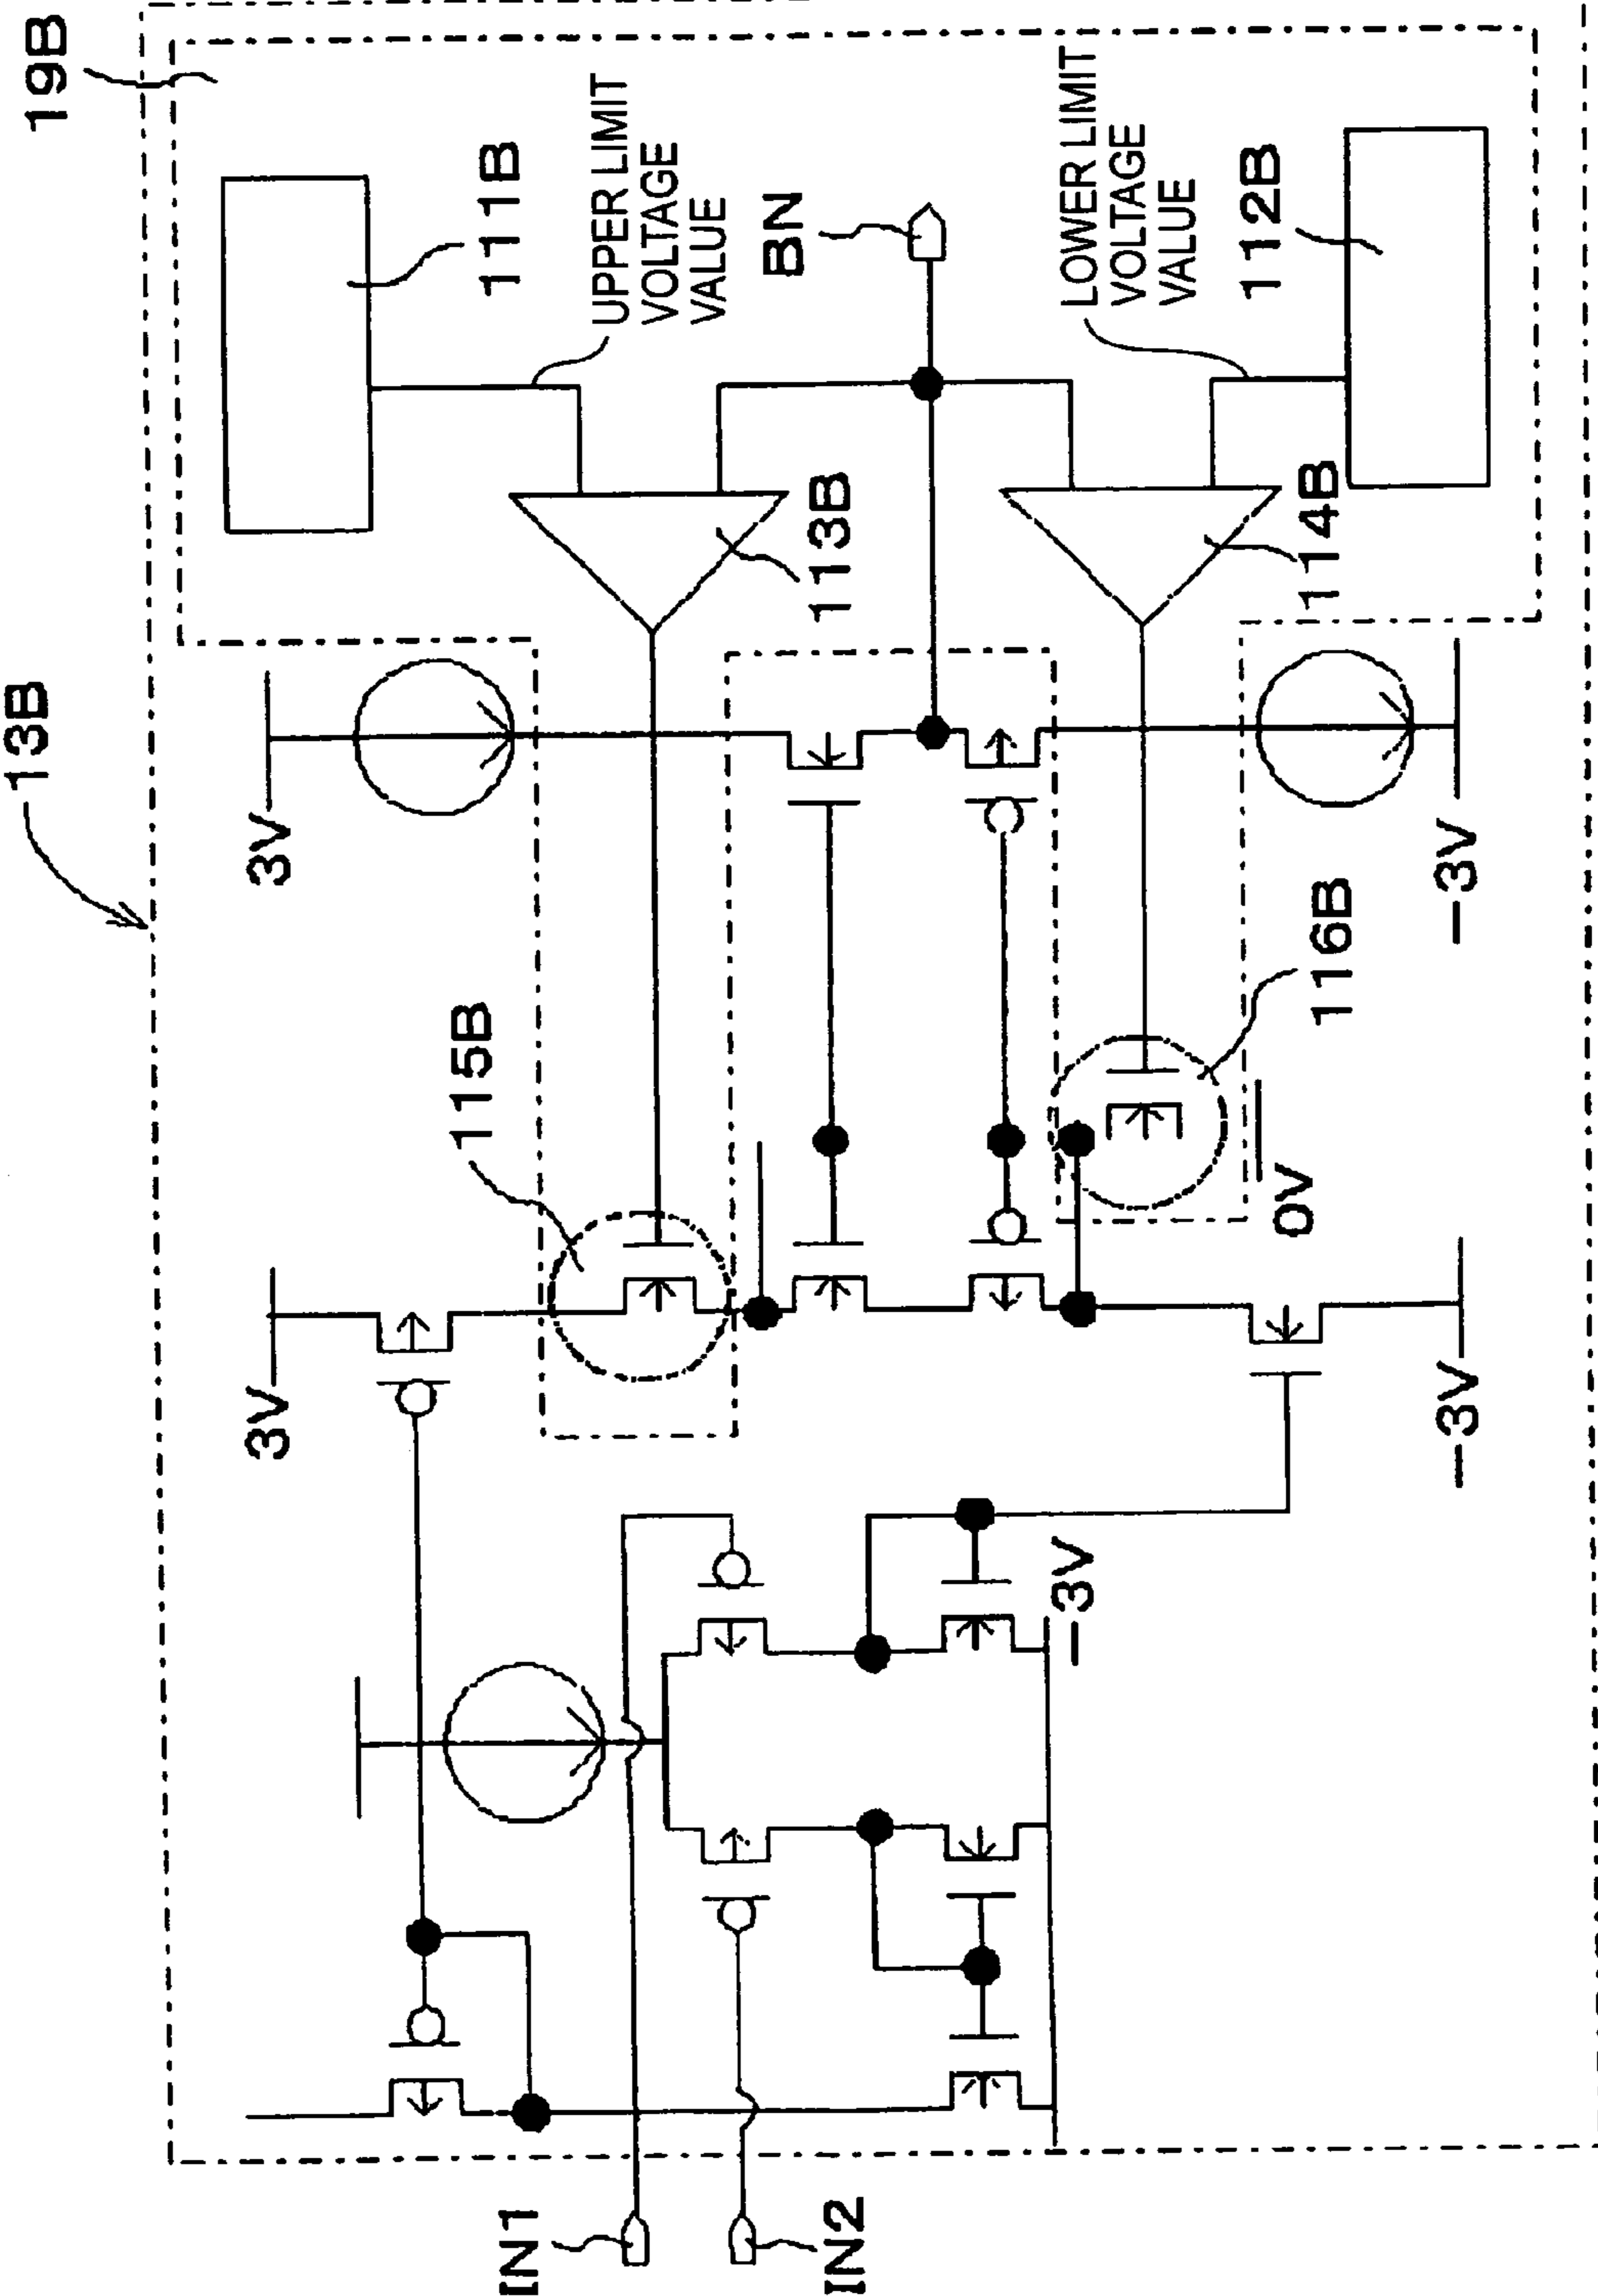 13B
19B
3V
3V
111B
UPPER LIMIT
VOLTAGE
VALUE
115B
113B
BN
IN1
IN2
LOWER LIMIT
VOLTAGE
VALUE
-3V
116B
114B
112B
0V
-3V
-3V